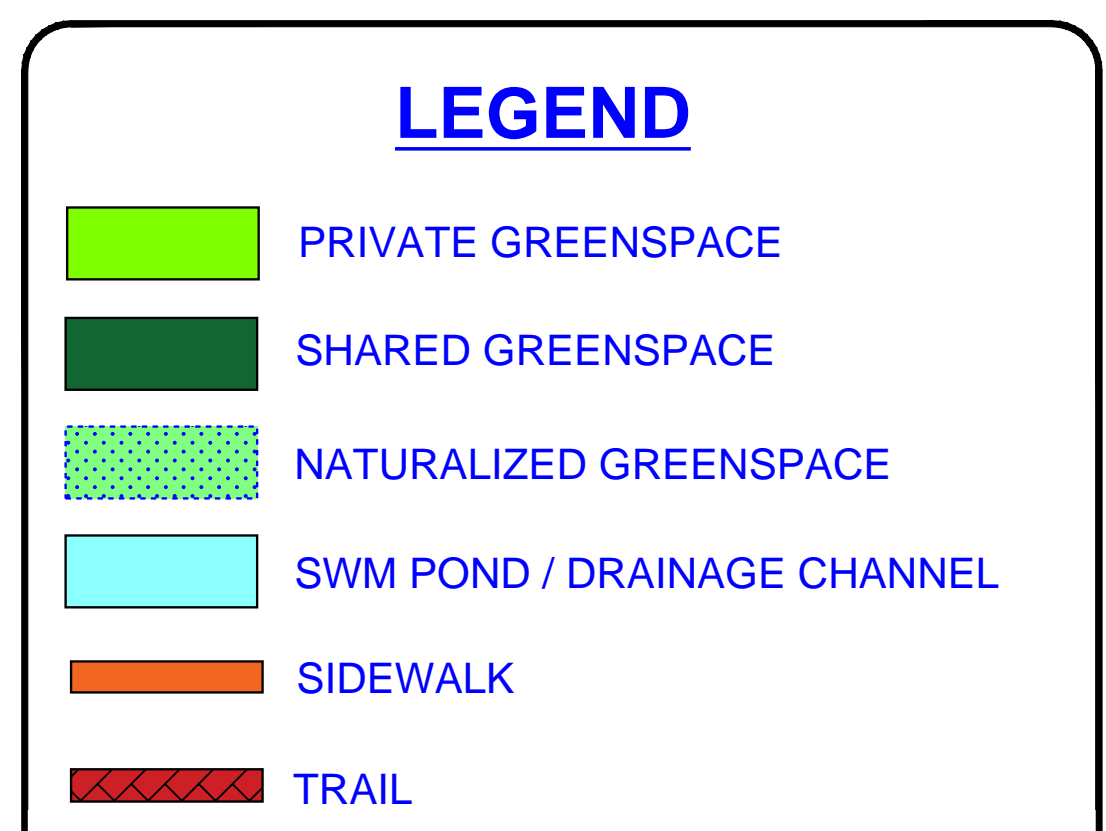 LEGEND
PRIVATE GREENSPACE
SHARED GREENSPACE
NATURALIZED GREENSPACE
SWM POND / DRAINAGE CHANNEL
SIDEWALK
TRAIL